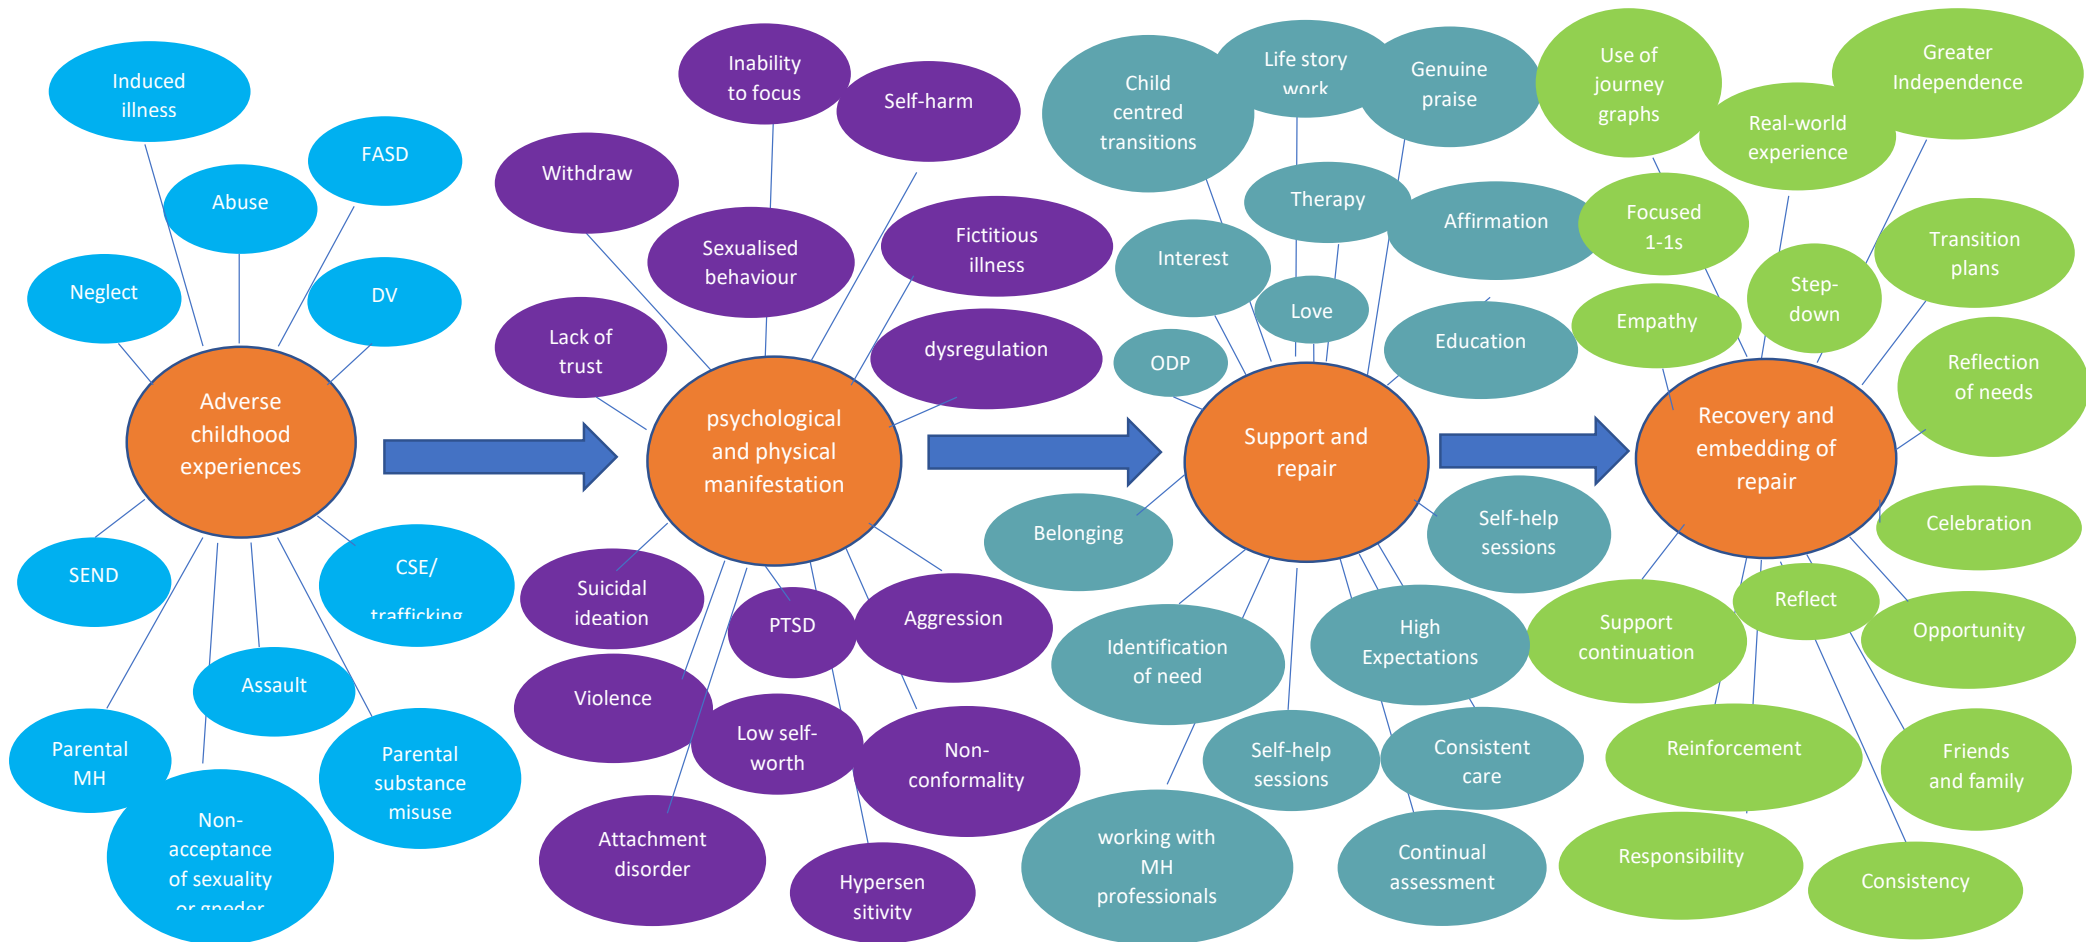 Induced
illness
FASD
Abuse
Neglect
DV
Adverse
childhood
experiences
SEND
CSE/
trafficking
Assault
Parental
MH
Parental
substance
misuse
Non-
acceptance
of sexuality
or gneder
Inability
to focus
Self-harm
Withdraw
Sexualised
behaviour
Fictitious
illness
Lack of
trust
dysregulation
psychological
and physical
manifestation
Suicidal
ideation
PTSD
Aggression
Violence
Low self-
worth
Non-
conformality
Attachment
disorder
Hypersen
sitivity
Child
centred
transitions
Life story
work
Genuine
praise
Therapy
Affirmation
Interest
Love
ODP
Education
Support and
repair
Belonging
Self-help
sessions
Identification
of need
High
Expectations
Self-help
sessions
Consistent
care
working with
MH
professionals
Continual
assessment
Use of
journey
graphs
Real-world
experience
Greater
Independence
Focused
1-1s
Transition
plans
Step-
down
Empathy
Reflection
of needs
Recovery and
embedding of
repair
Celebration
Reflect
Support
continuation
Opportunity
Reinforcement
Friends
and family
Responsibility
Consistency